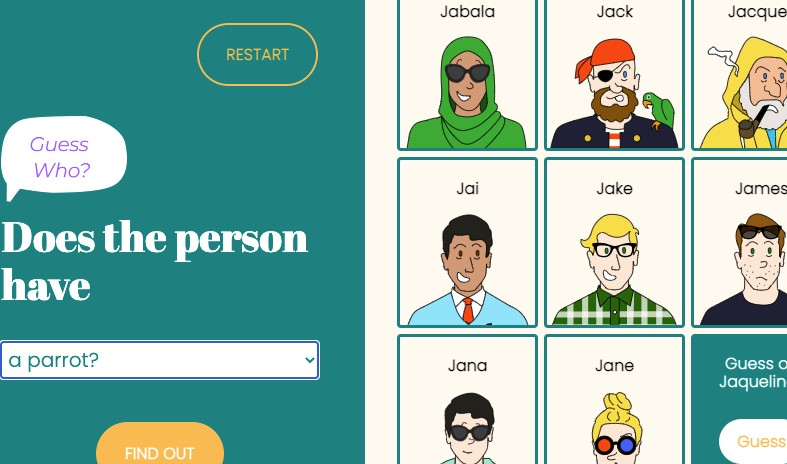 RESTART
Guess
Who?
Does the person
have
a parrot?
FIND OUT
Jabala
Jack
Jacque
Jai
Jake
James
Jana
Jane
Guess o
Jaquelin
Guess